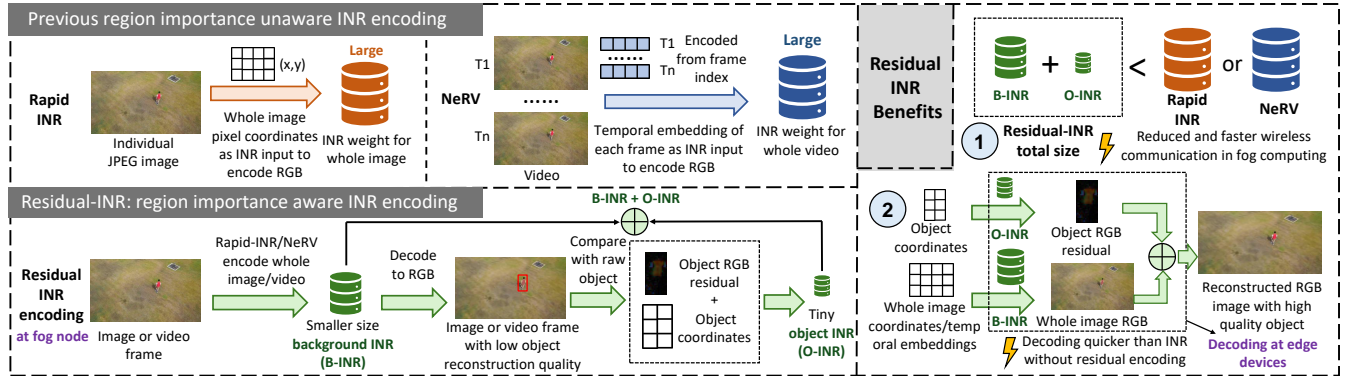 Previous region importance unaware INR encoding
Rapid
INR
Individual
JPEG image
(x,y)
Whole image
pixel coordinates
as INR input to
encode RGB
Large
INR weight for
whole image
T1
NeRV
......
Tn
Video
T1
......
Tn
Encoded
from frame
index
Temporal embedding of
each frame as INR input
to encode RGB
Large
INR weight for
whole video
Residual-INR: region importance aware INR encoding
Residual
INR
encoding
at fog node
Image or video
frame
Rapid-INR/NeRV
encode whole
image/video
Smaller size
background INR
(B-INR)
Decode
to RGB
Image or video frame
with low object
reconstruction quality
B-INR + O-INR
Compare
with raw
object
Object RGB
residual
+
Object
coordinates
Tiny
object INR
(O-INR)
Residual
INR
Benefits
B-INR
+
O-INR
<
Rapid
INR
or
NeRV
1
Residual-INR
total size
Reduced and faster wireless
communication in fog computing
2
Object
coordinates
O-INR
Object RGB
residual
Whole image
coordinates/temp
oral embeddings
B-INR
Whole image RGB
Decoding quicker than INR
without residual encoding
Reconstructed RGB
image with high
quality object
Decoding at edge
devices